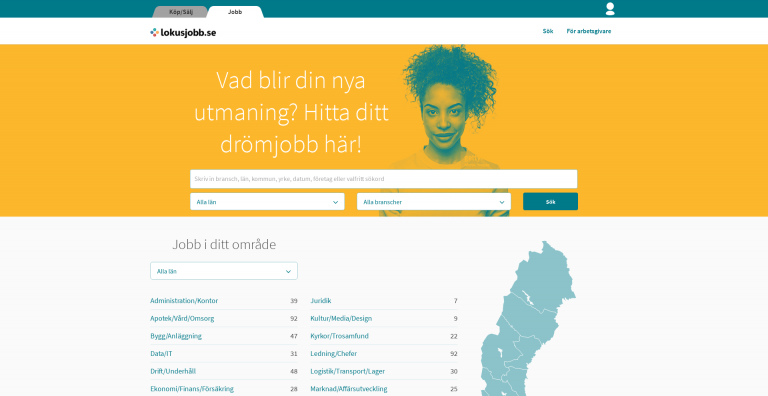 Köp/Sälj
Jobb
lokusjobb.se
Sök
För arbetsgivare
Vad blir din nya
utmaning? Hitta ditt
drömjobb här!
Skriv in bransch, län, kommun, yrke, datum, företag eller valfritt sökord
Alla län
Alla branscher
Sök
Jobb i ditt område
Alla län
Administration/Kontor 39
Juridik 7
Apotek/Vård/Omsorg 92
Kultur/Media/Design 9
Bygg/Anläggning 47
Kyrkor/Trosamfund 22
Data/IT 31
Ledning/Chefer 92
Drift/Underhåll 48
Logistik/Transport/Lager 30
Ekonomi/Finans/Försäkring 28
Marknad/Affärsutveckling 25